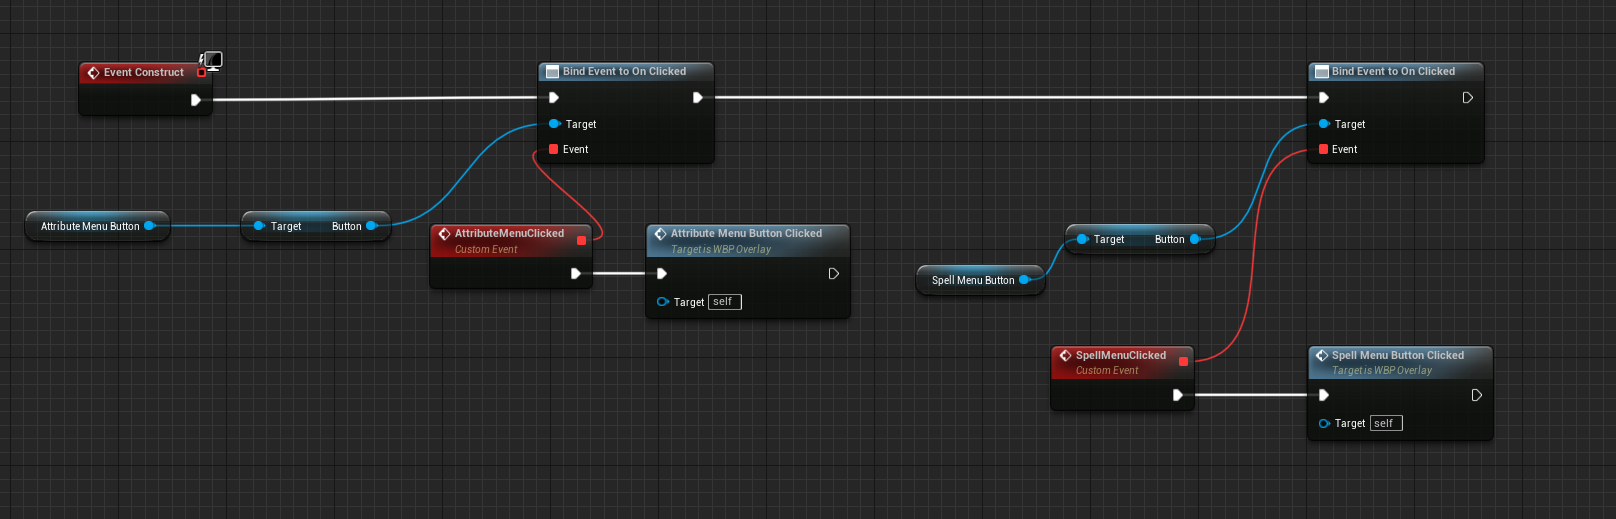 Event Construct
Bind Event to On Clicked
Target
Event
Bind Event to On Clicked
Target
Event
Attribute Menu Button
Target Button
AttributeMenuClicked
Custom Event
Attribute Menu Button Clicked
Target is WBP Overlay
Target self
Target Button
Spell Menu Button
SpellMenuClicked
Custom Event
Spell Menu Button Clicked
Target is WBP Overlay
Target self